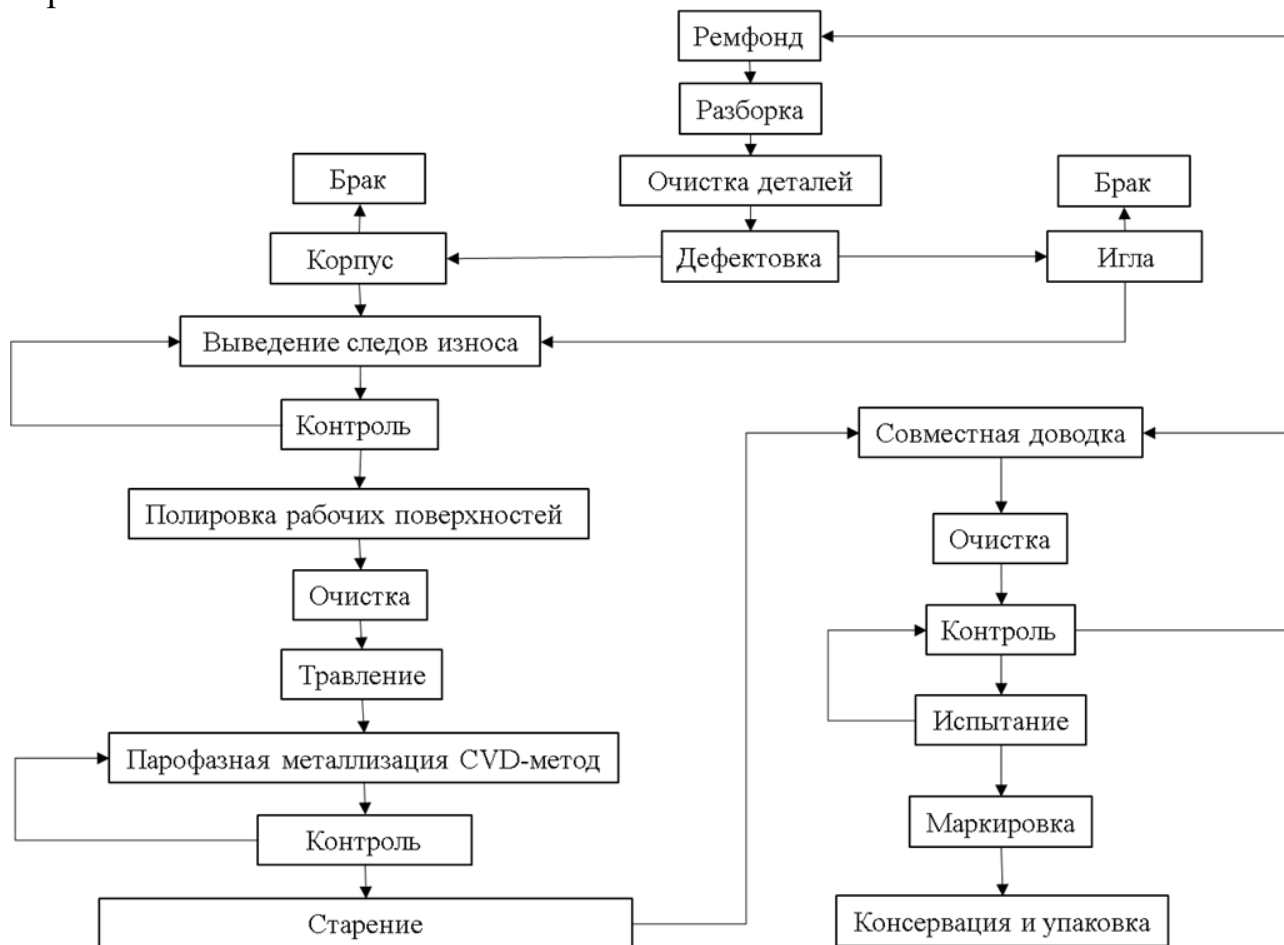 Ремфонд
Разборка
Очистка деталей
Брак
Брак
Корпус
Дефектовка
Игла
Выведение следов износа
Контроль
Полировка рабочих поверхностей
Очистка
Травление
Парофазная металлизация CVD-метод
Контроль
Старение
Совместная доводка
Очистка
Контроль
Испытание
Маркировка
Консервация и упаковка